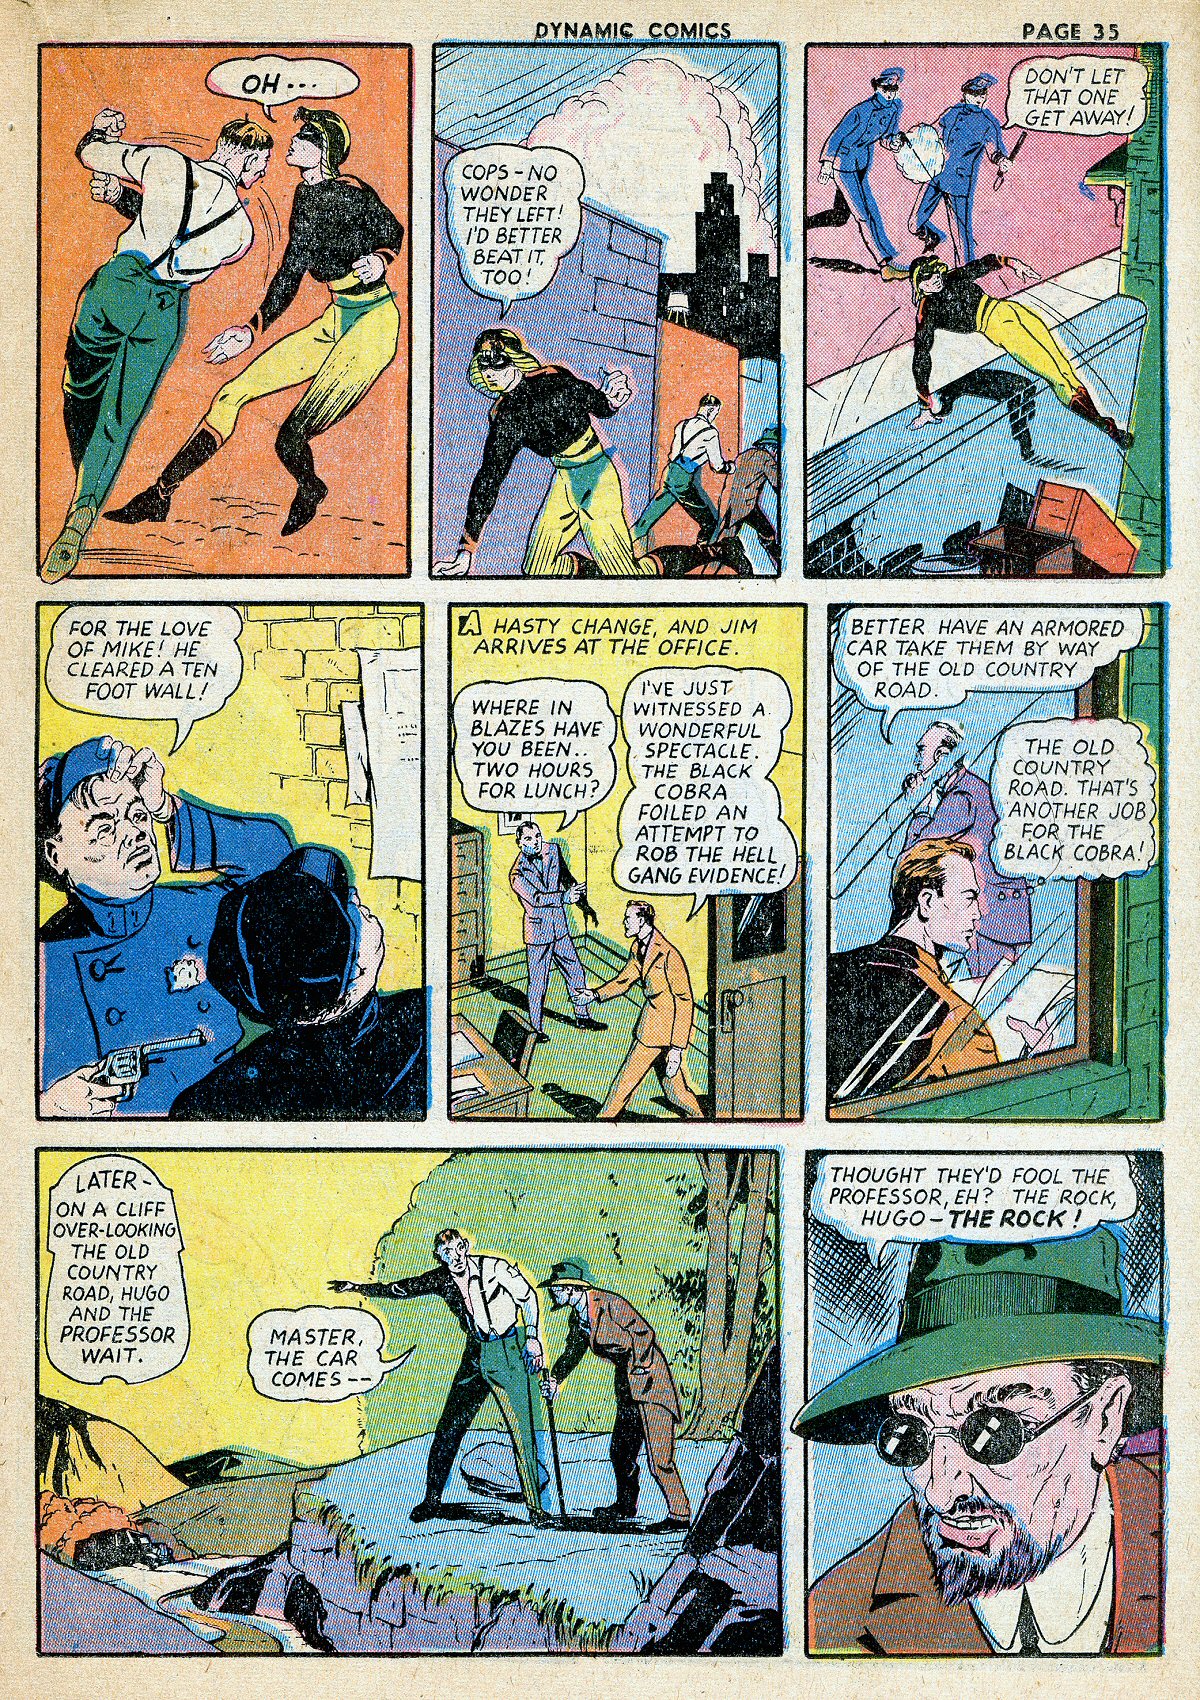 DYNAMIC COMICS
PAGE 35
OH...
COPS - NO
WONDER
THEY LEFT!
I'D BETTER
BEAT IT,
TOO!
DON'T LET
THAT ONE
GET AWAY!
FOR THE LOVE
OF MIKE! HE
CLEARED A TEN
FOOT WALL!
A HASTY CHANGE, AND JIM
ARRIVES AT THE OFFICE.
WHERE IN
BLAZES HAVE
YOU BEEN..
TWO HOURS
FOR LUNCH?
I'VE JUST
WITNESSED A
WONDERFUL
SPECTACLE.
THE BLACK
COBRA
FOILED AN
ATTEMPT TO
ROB THE HELL
GANG EVIDENCE!
BETTER HAVE AN ARMORED
CAR TAKE THEM BY WAY
OF THE OLD COUNTRY
ROAD.
THE OLD
COUNTRY
ROAD. THAT'S
ANOTHER JOB
FOR THE
BLACK COBRA!
LATER -
ON A CLIFF
OVER-LOOKING
THE OLD
COUNTRY
ROAD, HUGO
AND THE
PROFESSOR
WAIT.
MASTER,
THE CAR
COMES --
THOUGHT THEY'D FOOL THE
PROFESSOR, EH? THE ROCK,
HUGO - THE ROCK!